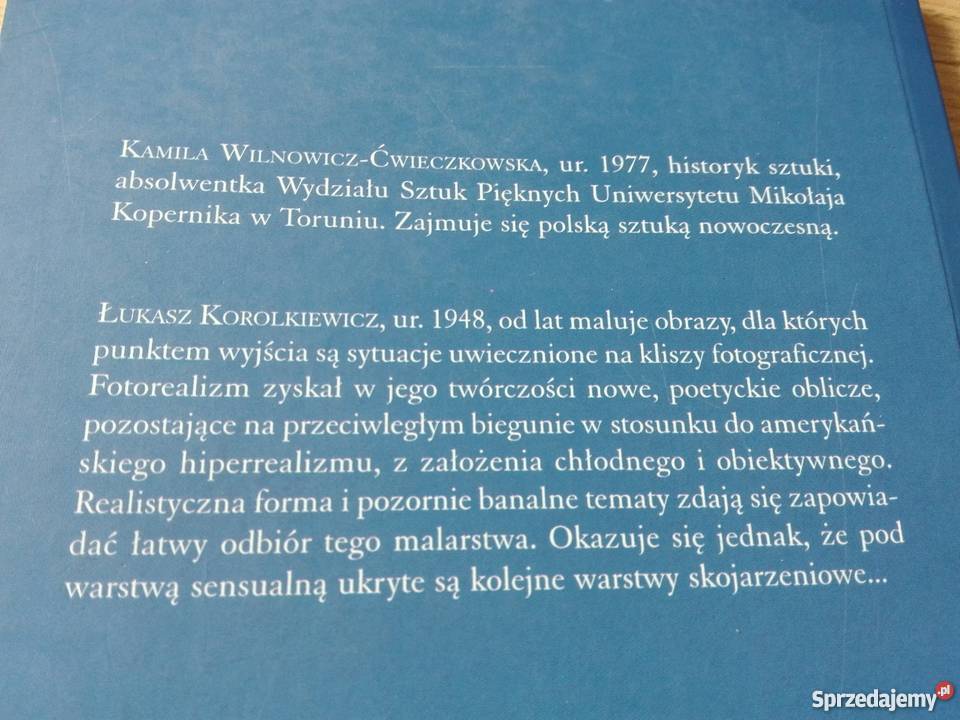 Kamila Wilnowicz-Ćwieczkowska, ur. 1977, historyk sztuki,
absolwentka Wydziału Sztuk Pięknych Uniwersytetu Mikołaja
Kopernika w Toruniu. Zajmuje się polską sztuką nowoczesną.
Łukasz Korolkiewicz, ur. 1948, od lat maluje obrazy, dla których
punktem wyjścia są sytuacje uwiecznione na kliszy fotograficznej.
Fotorealizm zyskał w jego twórczości nowe, poetyckie oblicze,
pozostające na przeciwległym biegunie w stosunku do amerykań-
skiego hiperrealizmu, z założenia chłodnego i obiektywnego.
Realistyczna forma i pozornie banalne tematy zdają się zapowia-
dać łatwy odbiór tego malarstwa. Okazuje się jednak, że pod
warstwą sensualną ukryte są kolejne warstwy skojarzeniowe...
Sprzedajemy.pl